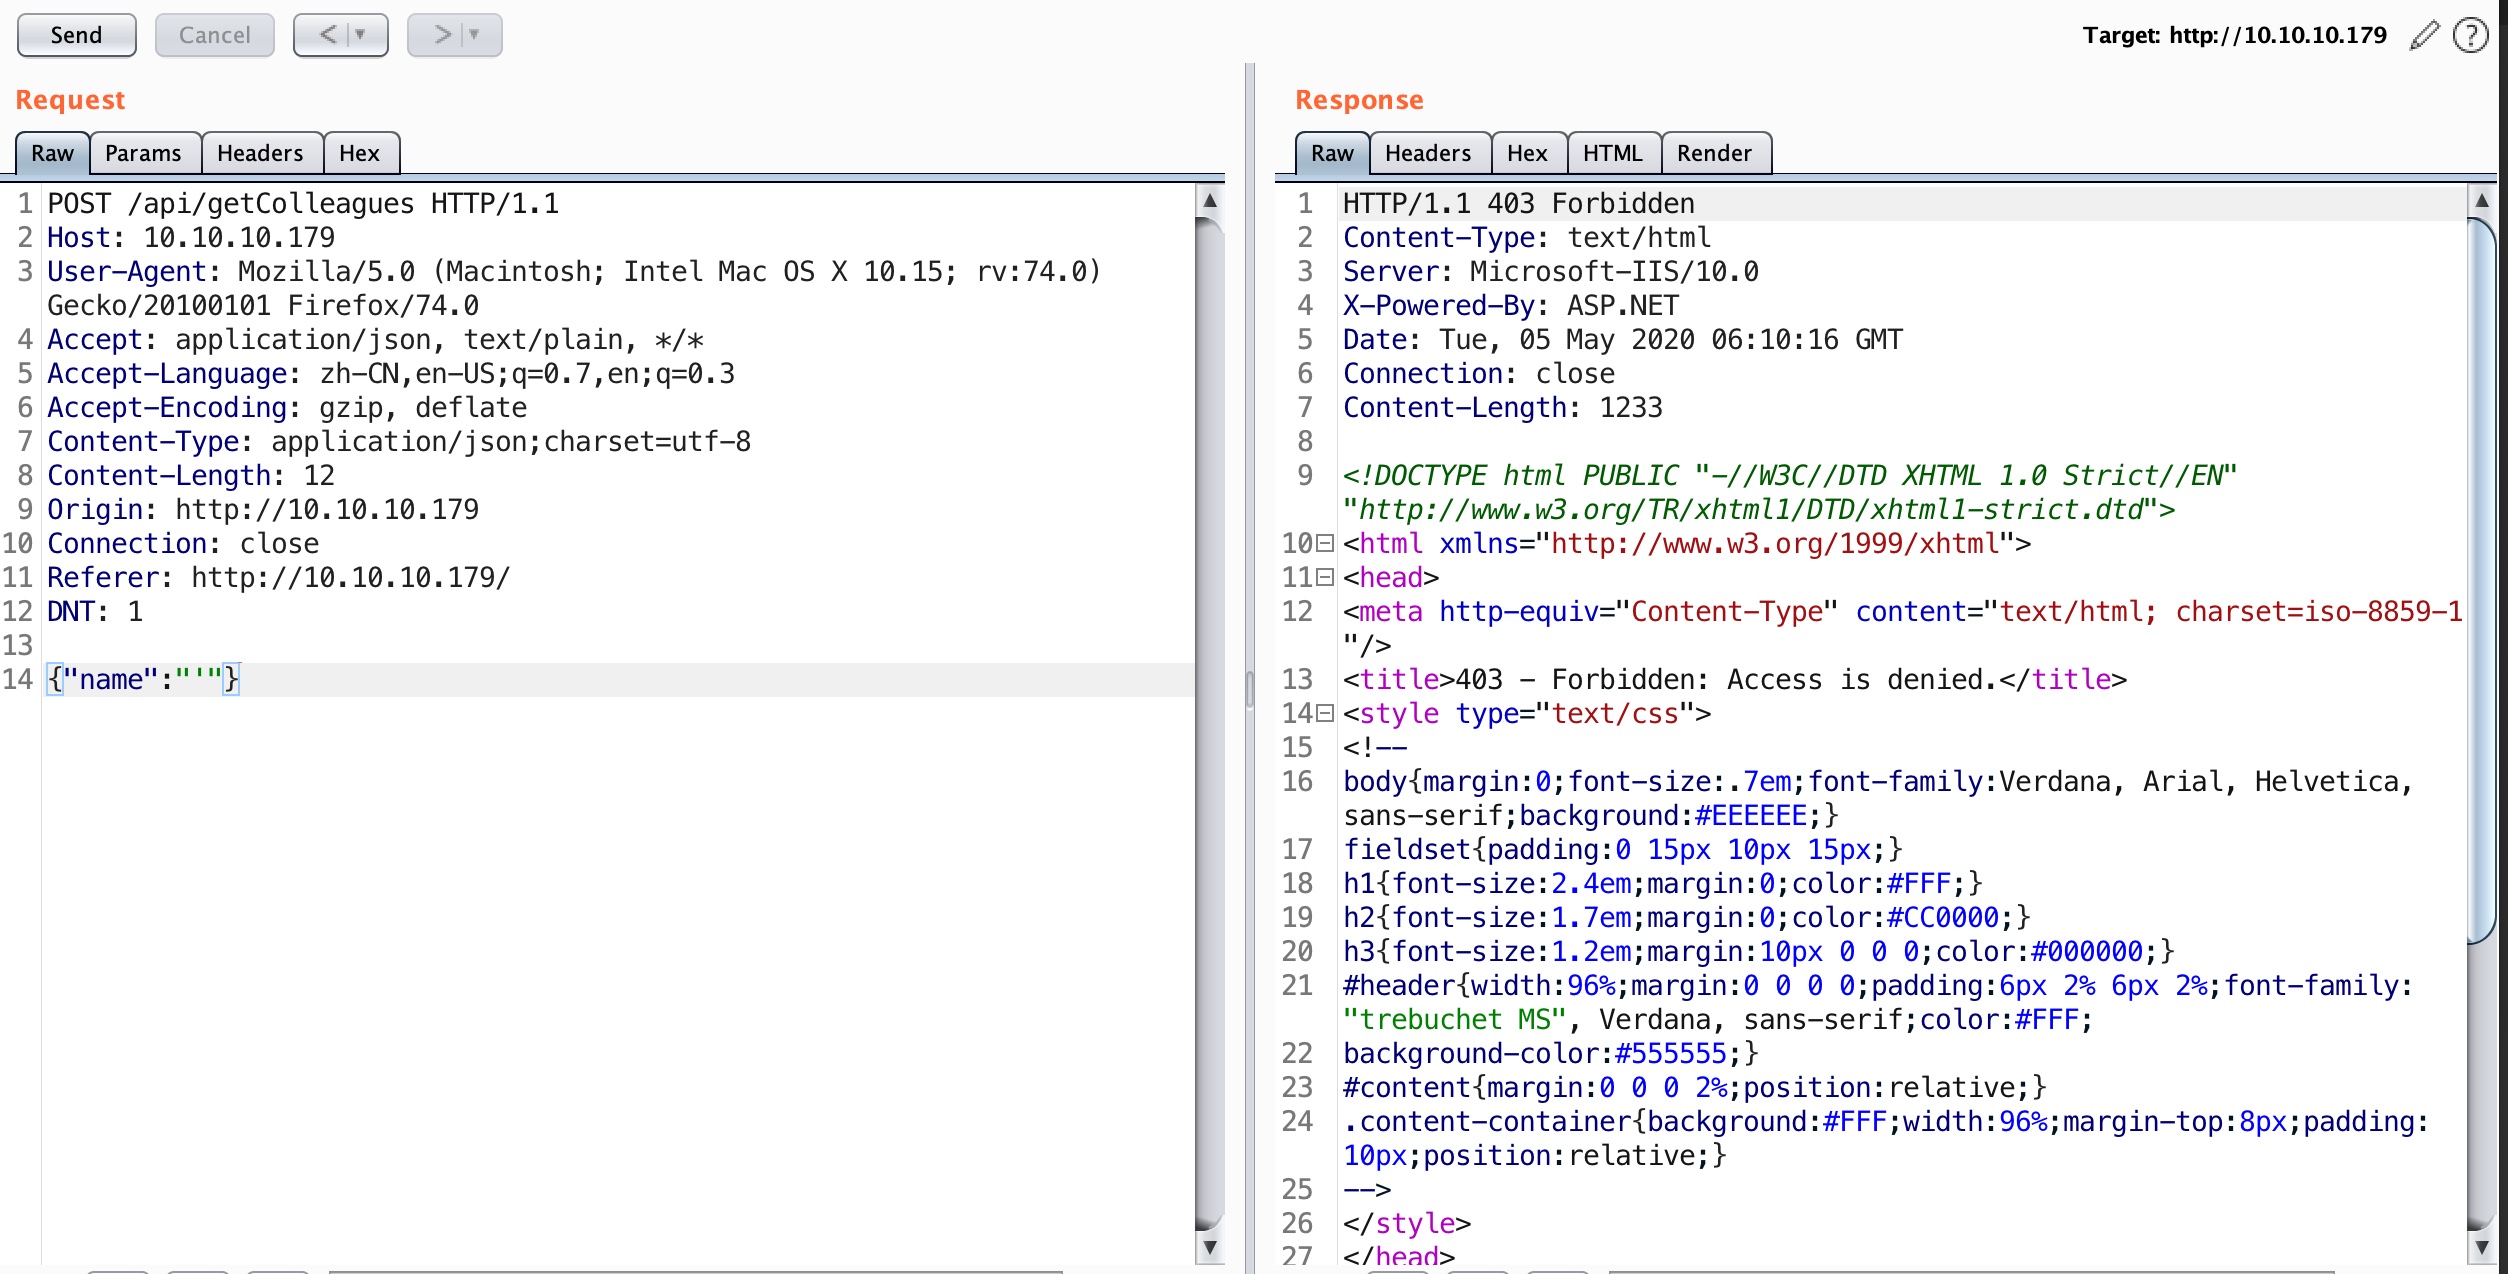 Send Cancel < > Target: http://10.10.10.179 ?
Request
Raw Params Headers Hex
1 POST /api/getColleagues HTTP/1.1
2 Host: 10.10.10.179
3 User-Agent: Mozilla/5.0 (Macintosh; Intel Mac OS X 10.15; rv:74.0)
Gecko/20100101 Firefox/74.0
4 Accept: application/json, text/plain, */*
5 Accept-Language: zh-CN,en-US;q=0.7,en;q=0.3
6 Accept-Encoding: gzip, deflate
7 Content-Type: application/json;charset=utf-8
8 Content-Length: 12
9 Origin: http://10.10.10.179
10 Connection: close
11 Referer: http://10.10.10.179/
12 DNT: 1
13
14 {"name":"'"}
Response
Raw Headers Hex HTML Render
1 HTTP/1.1 403 Forbidden
2 Content-Type: text/html
3 Server: Microsoft-IIS/10.0
4 X-Powered-By: ASP.NET
5 Date: Tue, 05 May 2020 06:10:16 GMT
6 Connection: close
7 Content-Length: 1233
8
9 <!DOCTYPE html PUBLIC "-//W3C//DTD XHTML 1.0 Strict//EN"
"http://www.w3.org/TR/xhtml1/DTD/xhtml1-strict.dtd">
10 <html xmlns="http://www.w3.org/1999/xhtml">
11 <head>
12 <meta http-equiv="Content-Type" content="text/html; charset=iso-8859-1
"/>
13 <title>403 - Forbidden: Access is denied.</title>
14 <style type="text/css">
15 <!--
16 body{margin:0;font-size:.7em;font-family:Verdana, Arial, Helvetica,
sans-serif;background:#EEEEEE;}
17 fieldset{padding:0 15px 10px 15px;}
18 h1{font-size:2.4em;margin:0;color:#FFF;}
19 h2{font-size:1.7em;margin:0;color:#CC0000;}
20 h3{font-size:1.2em;margin:10px 0 0 0;color:#000000;}
21 #header{width:96%;margin:0 0 0 0;padding:6px 2% 6px 2%;font-family:
"trebuchet MS", Verdana, sans-serif;color:#FFF;
22 background-color:#555555;}
23 #content{margin:0 0 0 2%;position:relative;}
24 .content-container{background:#FFF;width:96%;margin-top:8px;padding:
10px;position:relative;}
25 -->
26 </style>
27 </head>